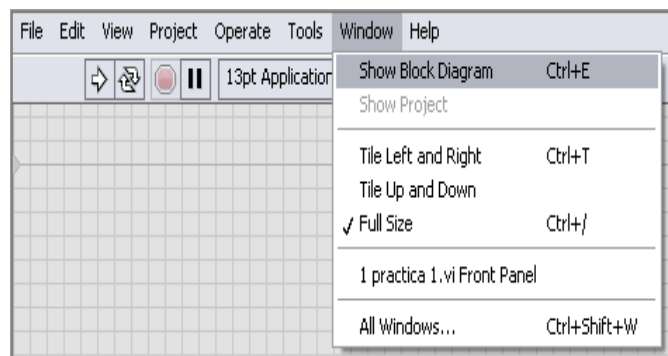 File Edit View Project Operate Tools Window Help
13pt Application
Show Block Diagram Ctrl+E
Show Project
Tile Left and Right Ctrl+T
Tile Up and Down
Full Size Ctrl+/
1 practica 1.vi Front Panel
All Windows... Ctrl+Shift+W